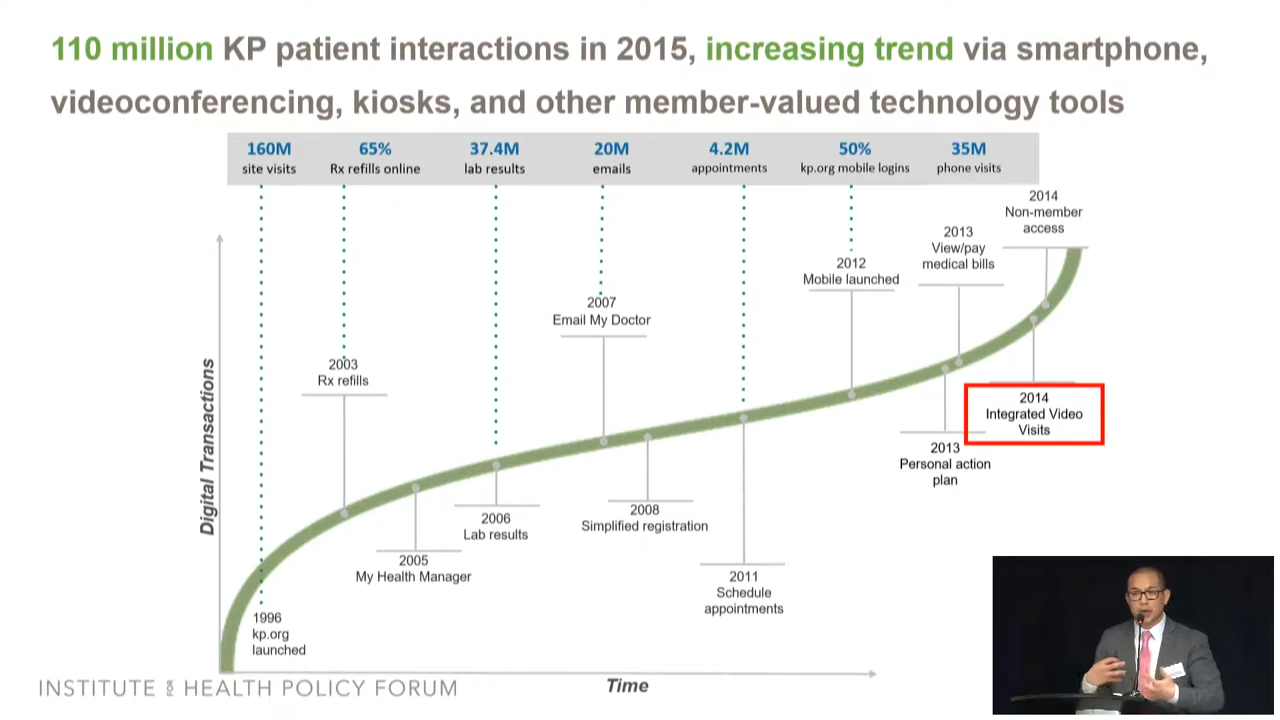 110 million KP patient interactions in 2015, increasing trend via smartphone,
videoconferencing, kiosks, and other member-valued technology tools
160M
site visits
65%
Rx refills online
37.4M
lab results
20M
emails
4.2M
appointments
50%
kp.org mobile logins
35M
phone visits
2014
Non-member
access
2013
View/pay
medical bills
2012
Mobile launched
2007
Email My Doctor
2003
Rx refills
2014
Integrated Video
Visits
2013
Personal action
plan
2008
Simplified registration
2006
Lab results
2005
My Health Manager
2011
Schedule
appointments
1996
kp.org
launched
Digital Transactions
Time
INSTITUTE FOR HEALTH POLICY FORUM